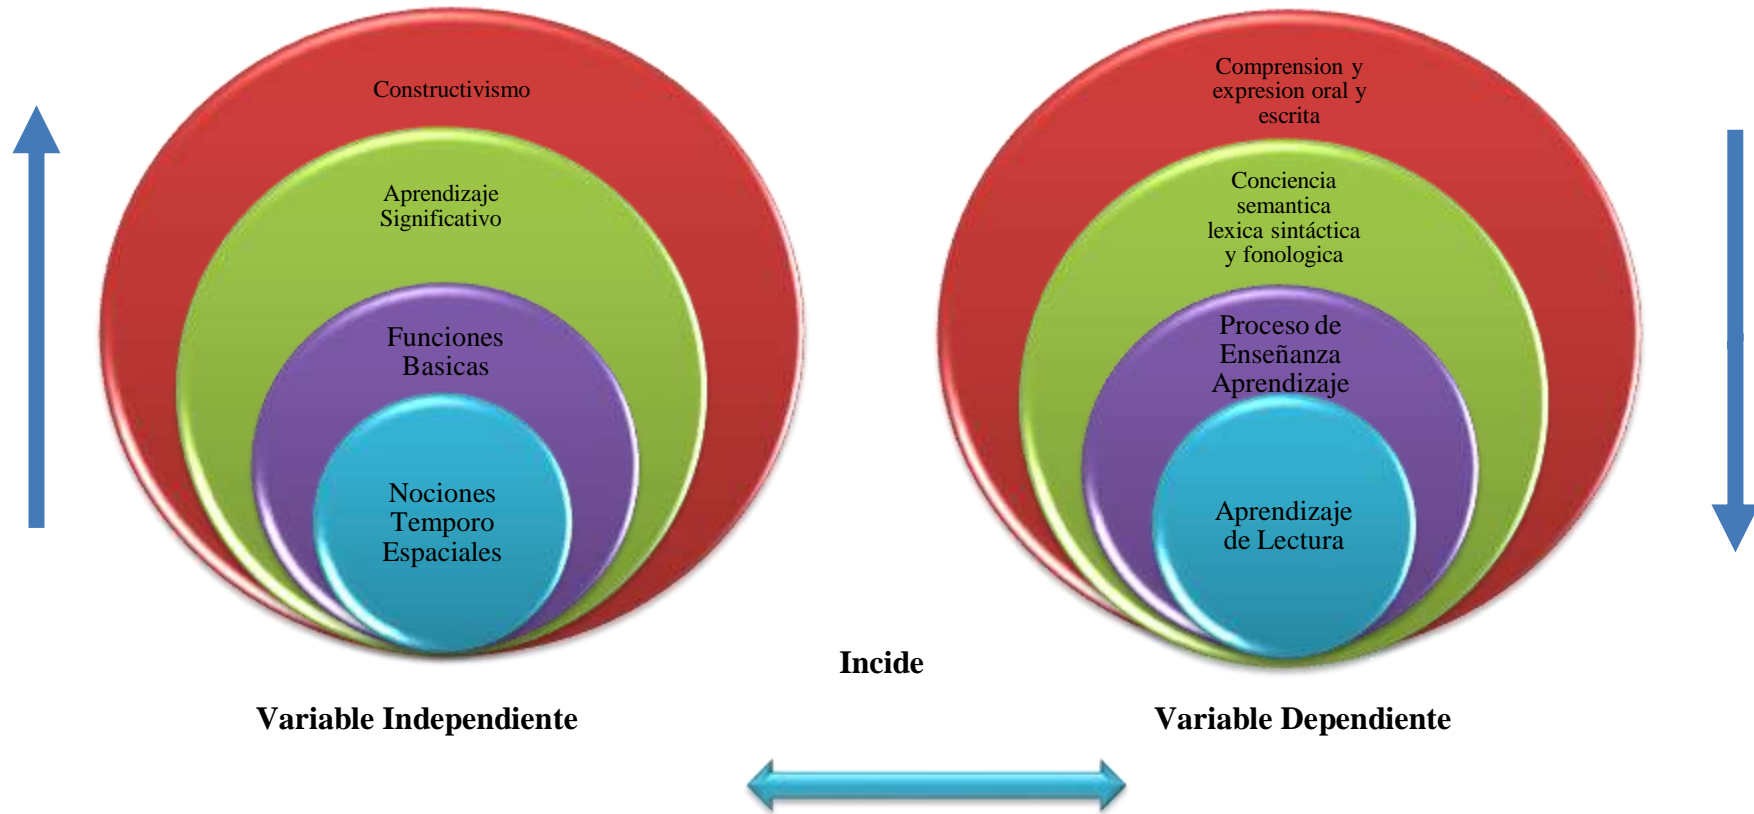 Constructivismo
Aprendizaje
Significativo
Funciones
Basicas
Nociones
Temporo
Espaciales
Comprension y
expresion oral y
escrita
Conciencia
semantica
lexica sintáctica
y fonologica
Proceso de
Enseñanza
Aprendizaje
Aprendizaje
de Lectura
Incide
Variable Independiente
Variable Dependiente